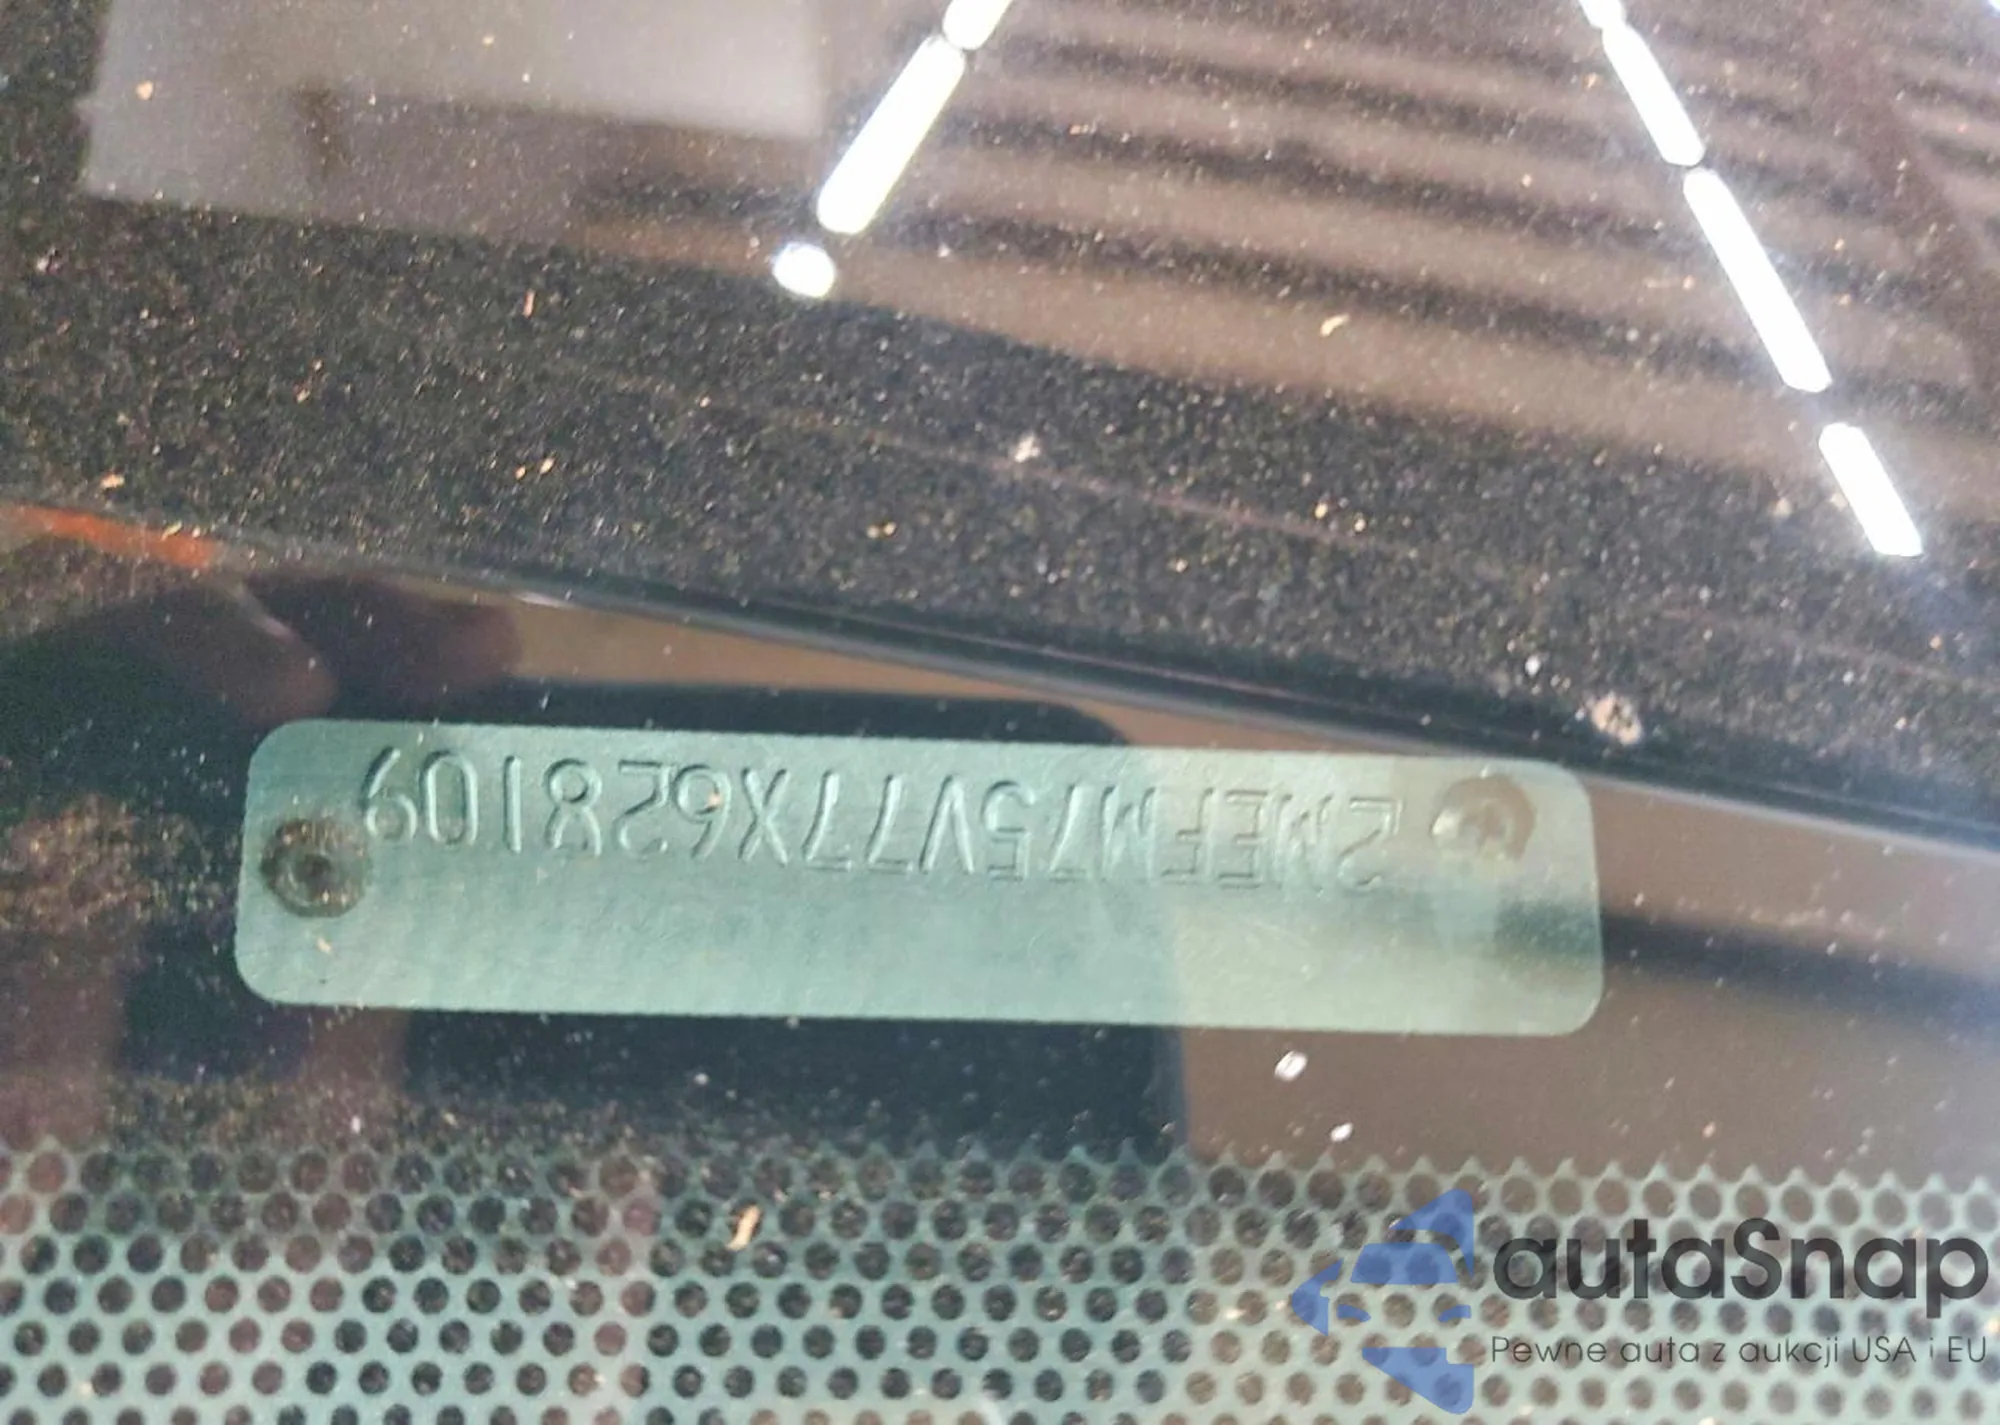 2MEFM75V77X628109
autaSnap
Pewne auta z aukcji USA i EU